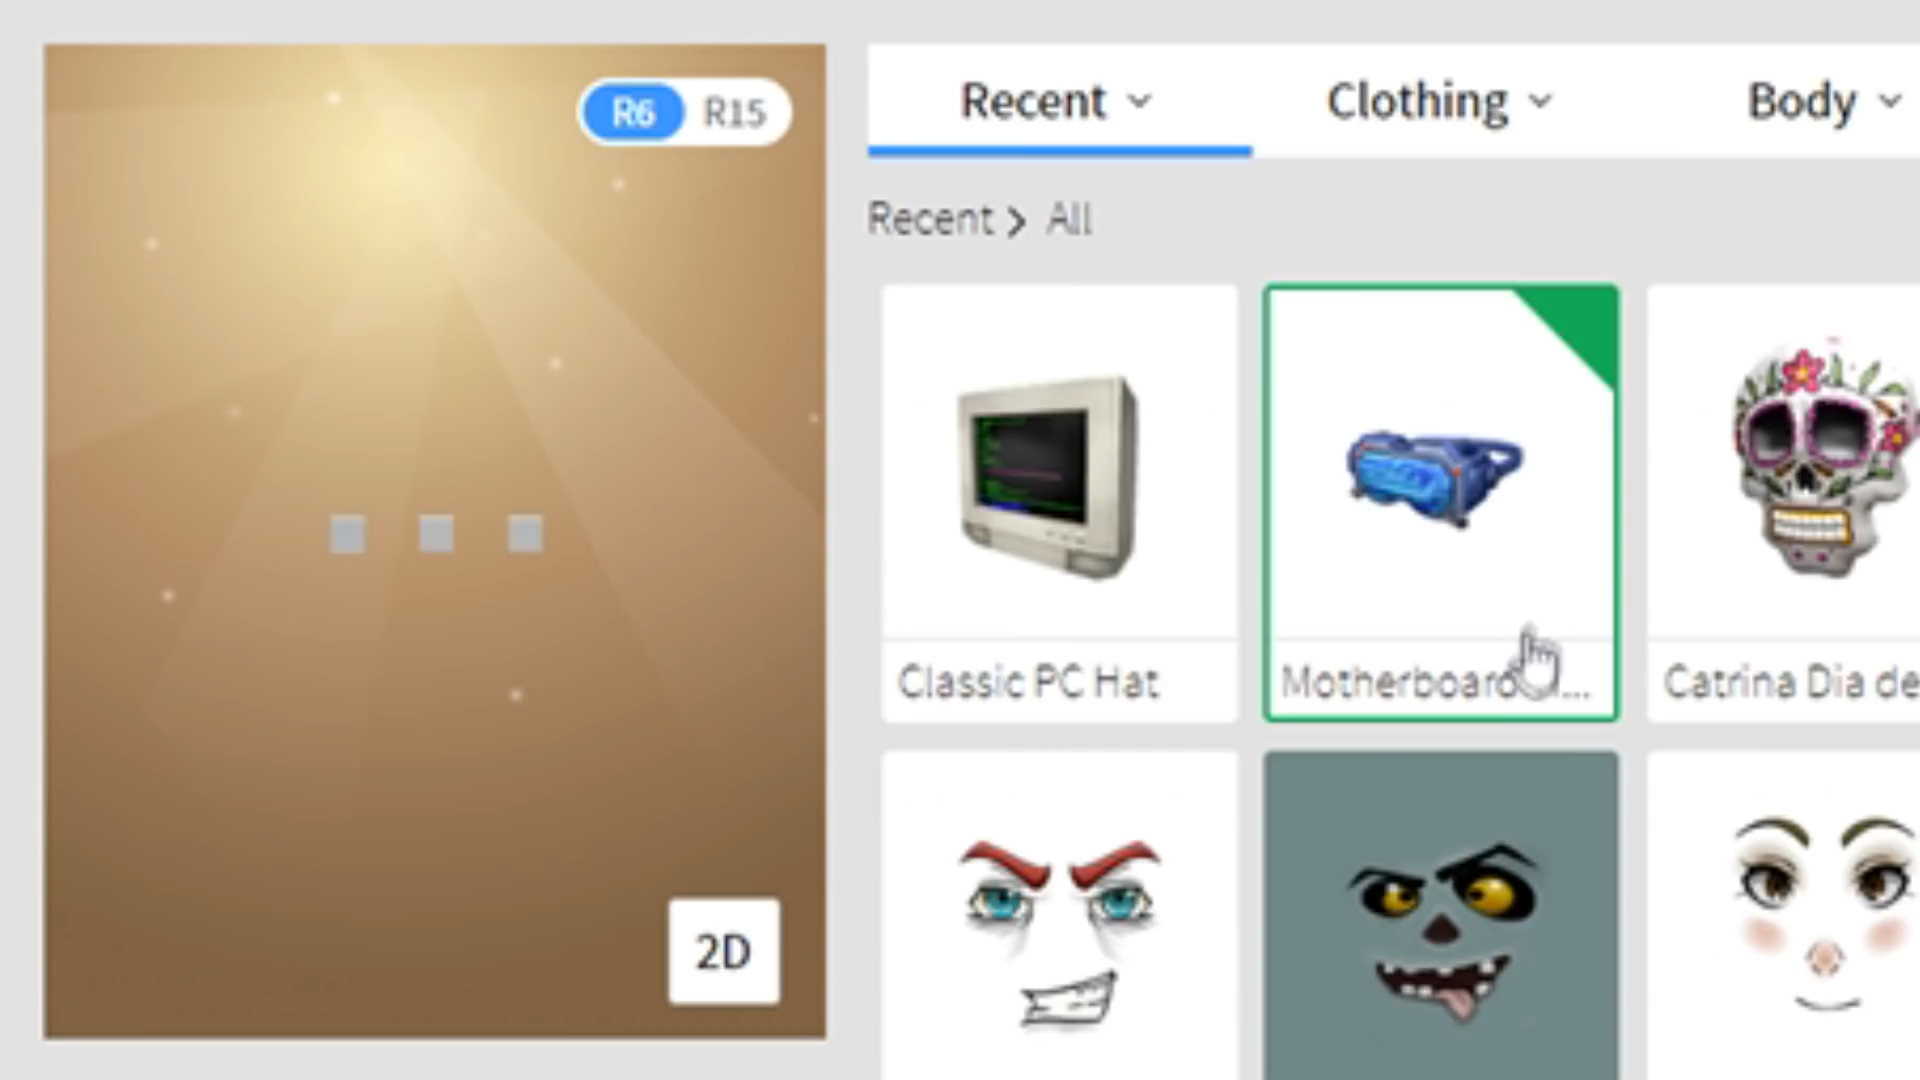 R6 R15
Recent Clothing Body
Recent > All
Classic PC Hat
Motherboard ...
Catrina Dia de
2D